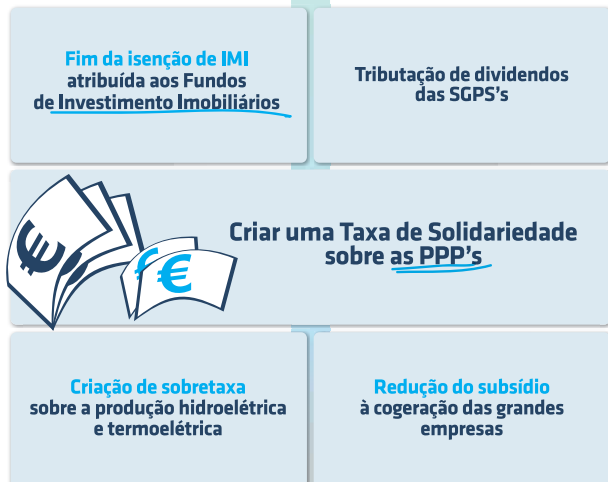 Fim da isenção de IMI
atribuída aos Fundos
de Investimento Imobiliários
Tributação de dividendos
das SGPS's
€
€
€
Criar uma Taxa de Solidariedade
sobre as PPP's
Criação de sobretaxa
sobre a produção hidroelétrica
e termoelétrica
Redução do subsídio
à cogeração das grandes
empresas